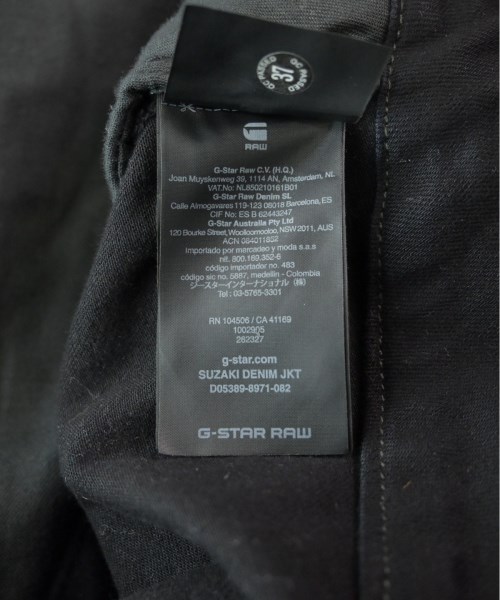 QC PASSED
37
QC PASSED
RAW
G-Star Raw C.V. (H.Q.)
Joan Muyskenweg 39, 1114 AN, Amsterdam, NL
VAT.No: NL850210161B01
G-Star Raw Denim SL
Calle Almogavares 119-123 08018 Barcelona, ES
CIF No: ES B 62443247
G-Star Australia Pty Ltd
120 Bourke Street, Woolloomooloo, NSW2011, AUS
ACN 084011858
Importado por mercadeo y moda s.a.s
nit. 800.169.352-6
código importador no. 483
código sic no. 5867, medellin - Colombia
ジースターインターナショナル (株)
Tel : 03-5765-3301
RN 104506 / CA 41169
1002905
262327
g-star.com
SUZAKI DENIM JKT
D05389-8971-082
G-STAR RAW